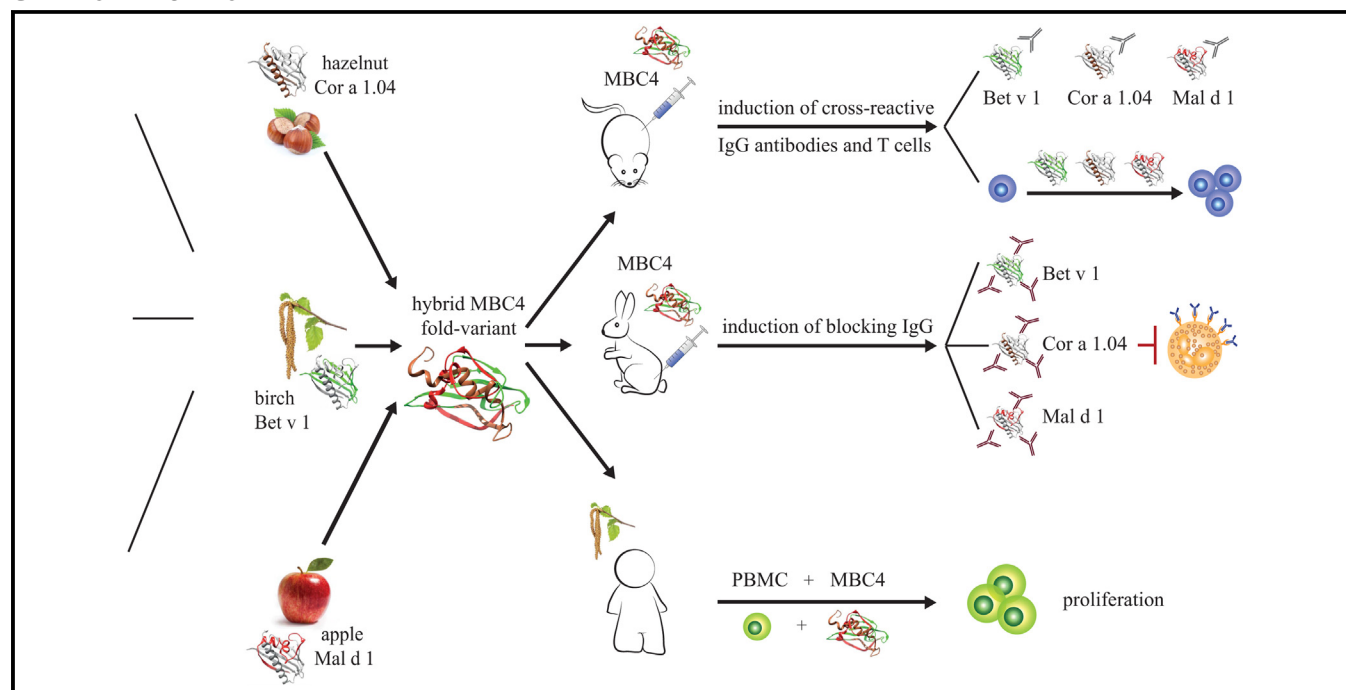 hazelnut
Cor a 1.04
birch
Bet v 1
apple
Mal d 1
hybrid MBC4
fold-variant
MBC4
induction of cross-reactive
IgG antibodies and T cells
Bet v 1
Cor a 1.04
Mal d 1
MBC4
induction of blocking IgG
Bet v 1
Cor a 1.04
Mal d 1
PBMC + MBC4
+
proliferation